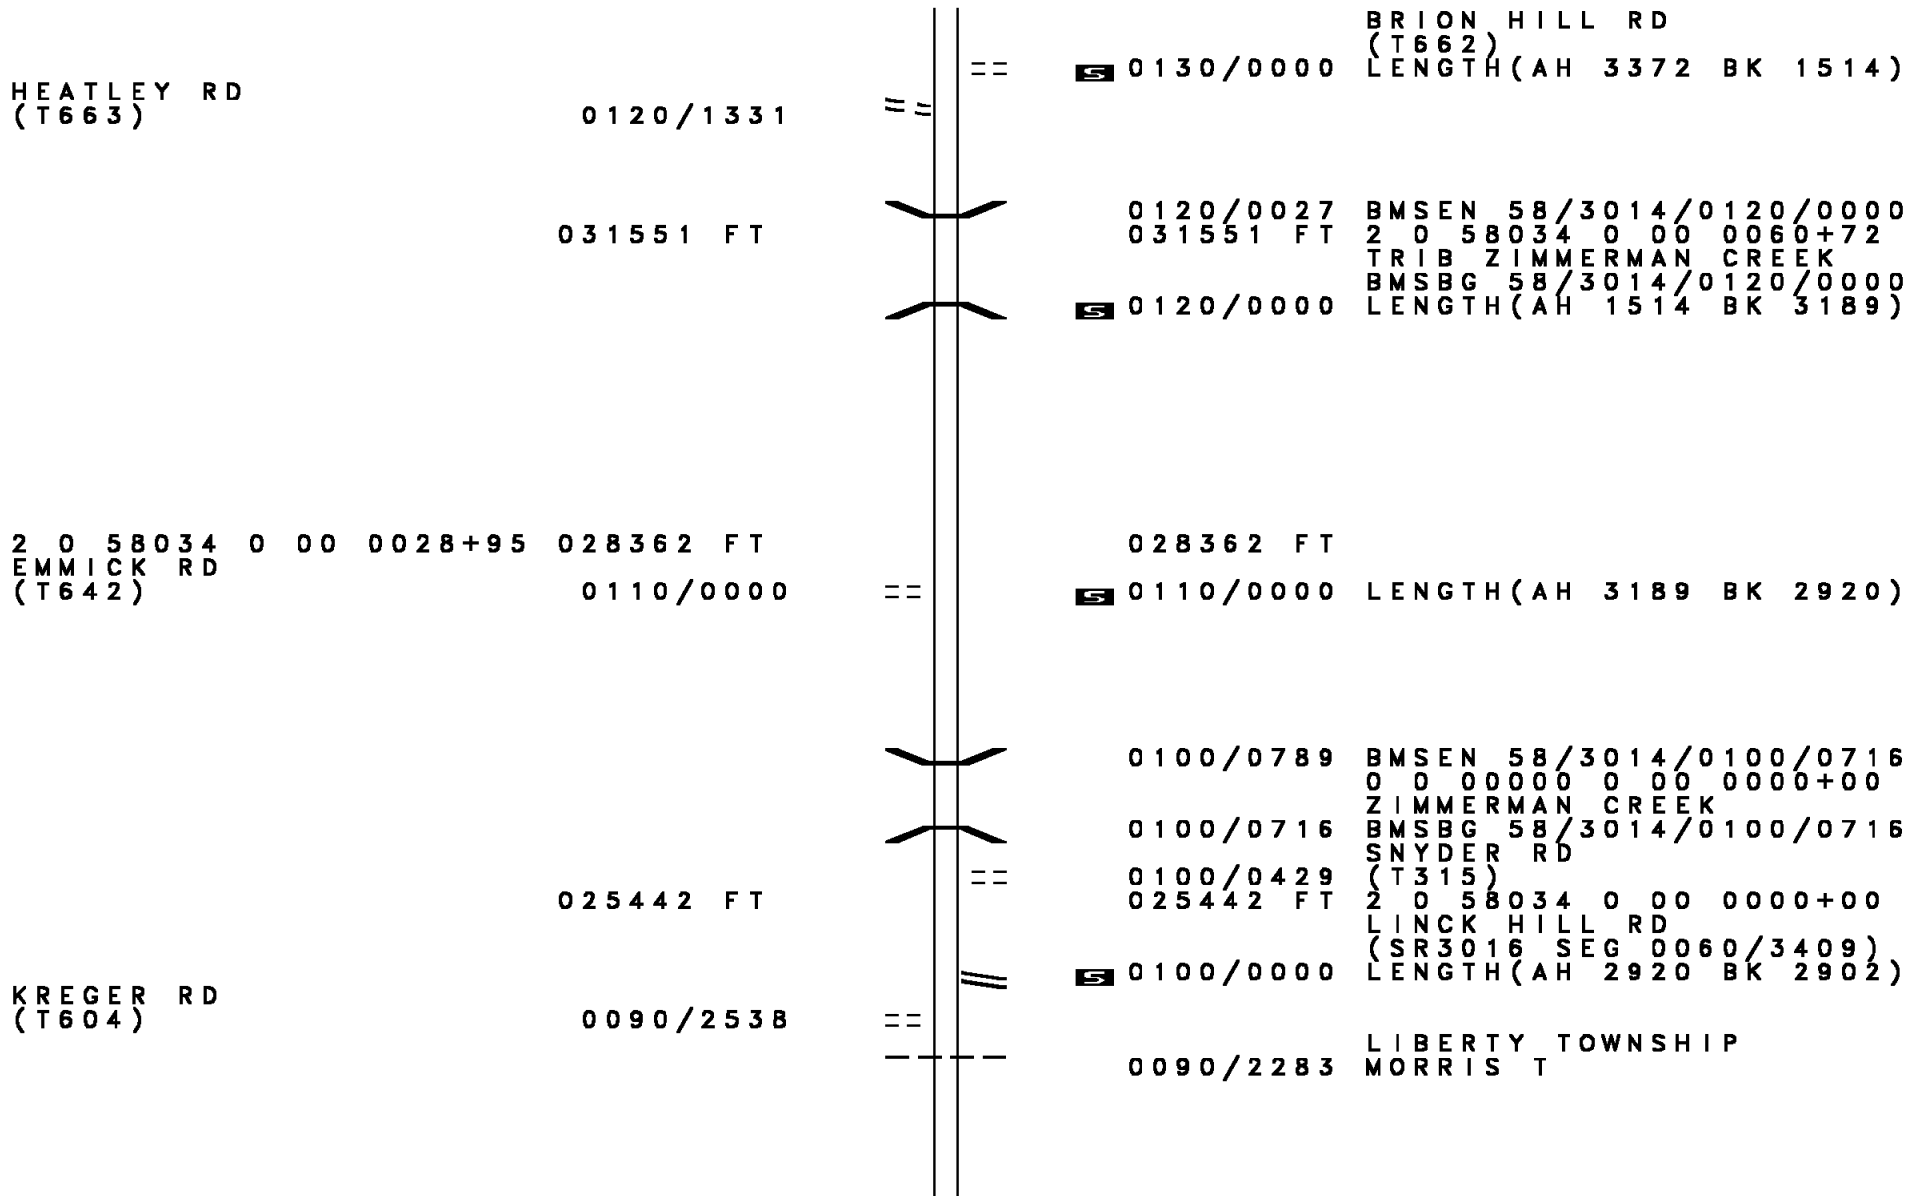 BRION HILL RD
(T662)
S 0130/0000 LENGTH(AH 3372 BK 1514)
HEATLEY RD
(T663) 0120/1331
0120/0027 BMSEN 58/3014/0120/0000
031551 FT 031551 FT 2 0 58034 0 00 0060+72
TRIB ZIMMERMAN CREEK
BMSBG 58/3014/0120/0000
S 0120/0000 LENGTH(AH 1514 BK 3189)
2 0 58034 0 00 0028+95 028362 FT 028362 FT
EMMICK RD
(T642) 0110/0000 S 0110/0000 LENGTH(AH 3189 BK 2920)
0100/0789 BMSEN 58/3014/0100/0716
0 0 00000 0 00 0000+00
ZIMMERMAN CREEK
0100/0716 BMSBG 58/3014/0100/0716
SNYDER RD
0100/0429 (T315)
025442 FT 025442 FT 2 0 58034 0 00 0000+00
LINCK HILL RD
(SR3016 SEG 0060/3409)
S 0100/0000 LENGTH(AH 2920 BK 2902)
KREGER RD
(T604) 0090/2538
LIBERTY TOWNSHIP
0090/2283 MORRIS T